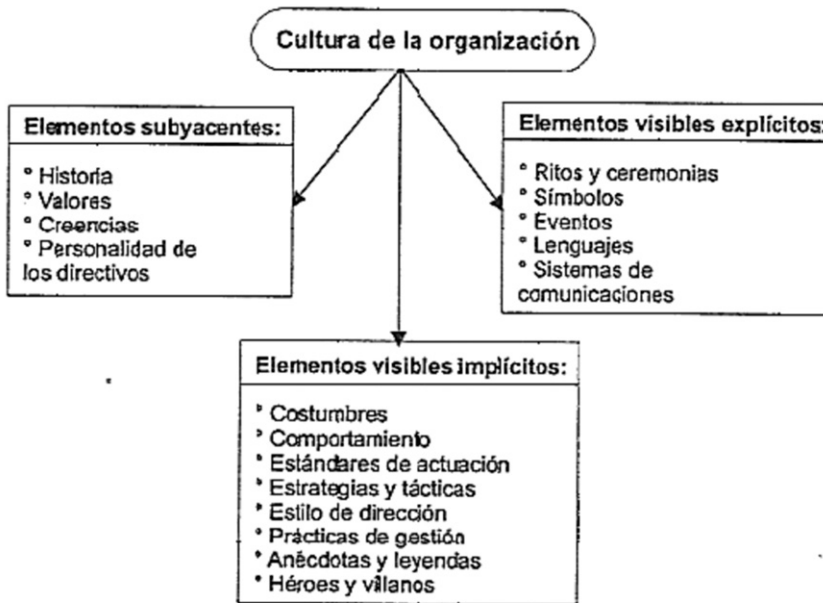 Cultura de la organización
Elementos subyacentes:
° Historia
° Valores
° Creencias
° Personalidad de
los directivos
Elementos visibles explícitos:
° Ritos y ceremonias
° Símbolos
° Eventos
° Lenguajes
° Sistemas de
comunicaciones
Elementos visibles implícitos:
° Costumbres
° Comportamiento
° Estándares de actuación
° Estrategias y tácticas
° Estilo de dirección
° Prácticas de gestión
° Anécdotas y leyendas
° Héroes y villanos